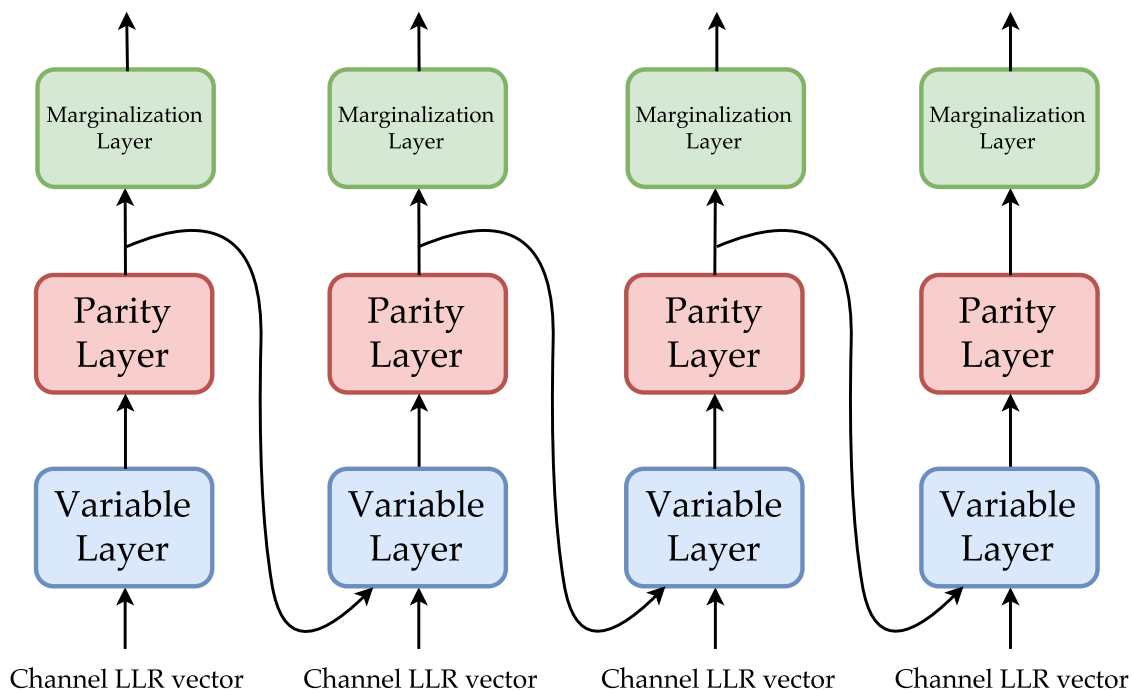 Marginalization
Layer
Marginalization
Layer
Marginalization
Layer
Marginalization
Layer
Parity
Layer
Parity
Layer
Parity
Layer
Parity
Layer
Variable
Layer
Variable
Layer
Variable
Layer
Variable
Layer
Channel LLR vector
Channel LLR vector
Channel LLR vector
Channel LLR vector